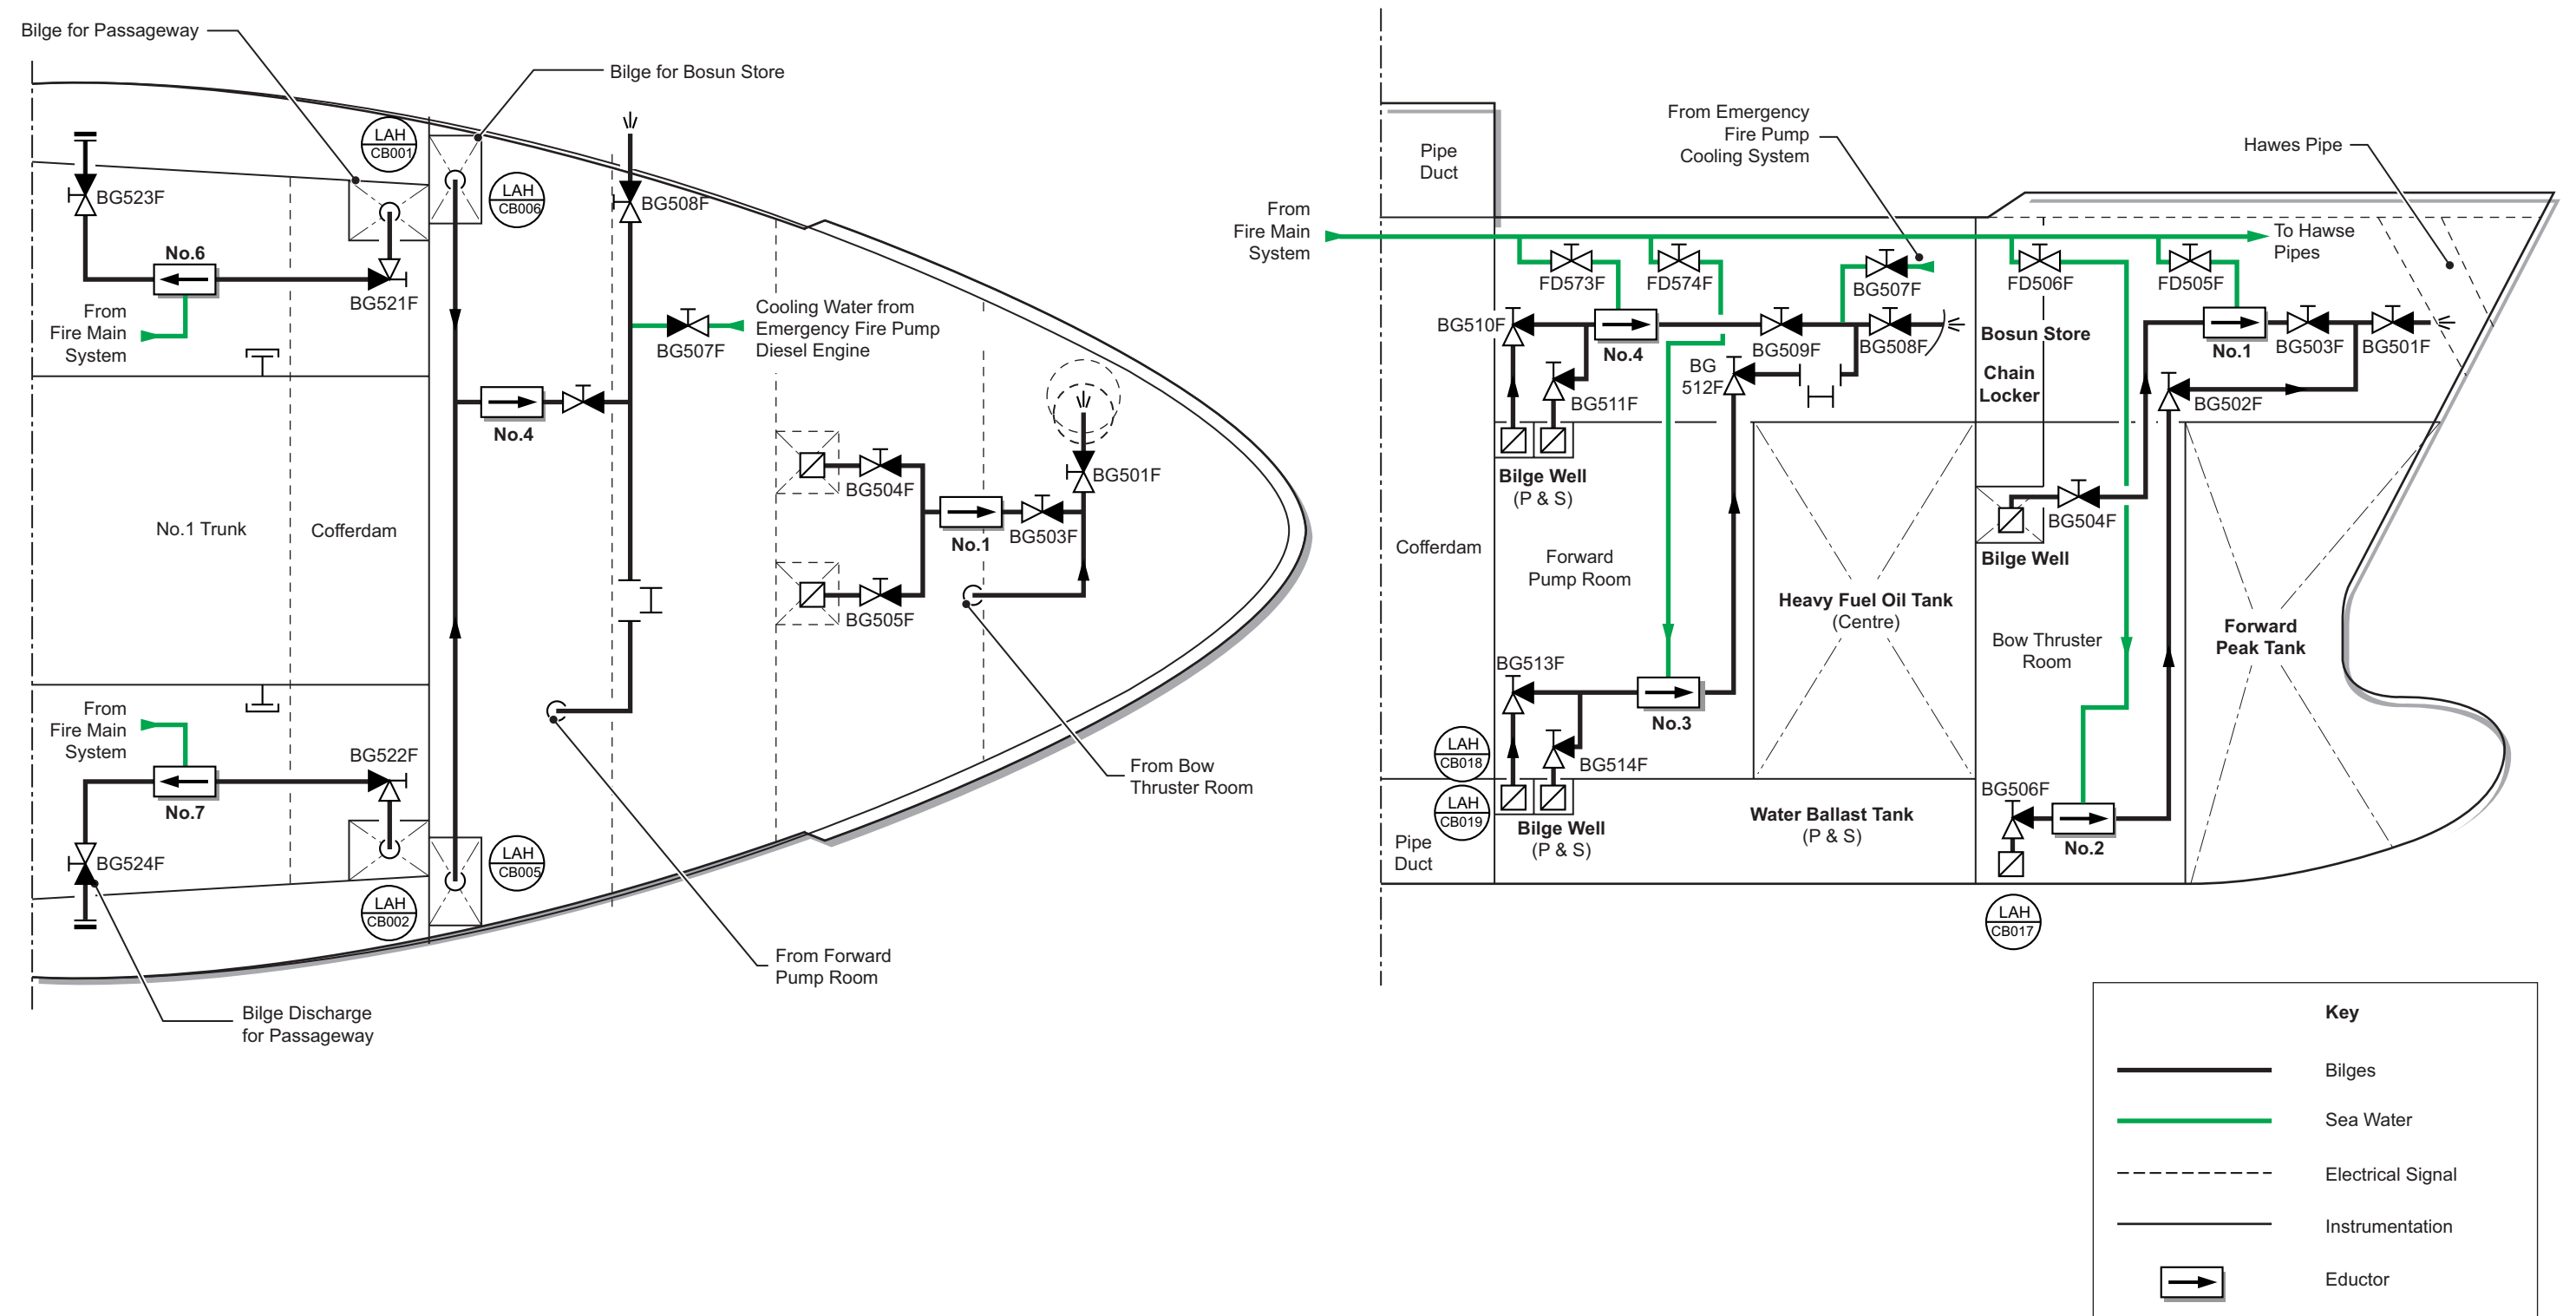 Bilge for Passageway
Bilge for Bosun Store
LAH
CB001
LAH
CB006
BG523F
BG508F
No.6
BG521F
From
Fire Main
System
Cooling Water from
Emergency Fire Pump
Diesel Engine
BG507F
No.4
BG504F
BG501F
No.1
BG503F
BG505F
No.1 Trunk
Cofferdam
From
Fire Main
System
BG522F
No.7
BG524F
LAH
CB005
LAH
CB002
From Bow
Thruster Room
From Forward
Pump Room
Bilge Discharge
for Passageway
Pipe
Duct
From Emergency
Fire Pump
Cooling System
Hawes Pipe
From
Fire Main
System
To Hawse
Pipes
FD573F
FD574F
BG507F
FD506F
FD505F
BG510F
No.4
BG509F
BG508F
Bosun Store
No.1
BG503F
BG501F
BG
512F
BG511F
Chain
Locker
BG502F
Bilge Well
(P & S)
BG504F
Bilge Well
Cofferdam
Forward
Pump Room
Heavy Fuel Oil Tank
(Centre)
Bow Thruster
Room
Forward
Peak Tank
BG513F
No.3
BG514F
LAH
CB018
LAH
CB019
BG506F
No.2
Bilge Well
(P & S)
Water Ballast Tank
(P & S)
Pipe
Duct
LAH
CB017
Key
Bilges
Sea Water
Electrical Signal
Instrumentation
Eductor